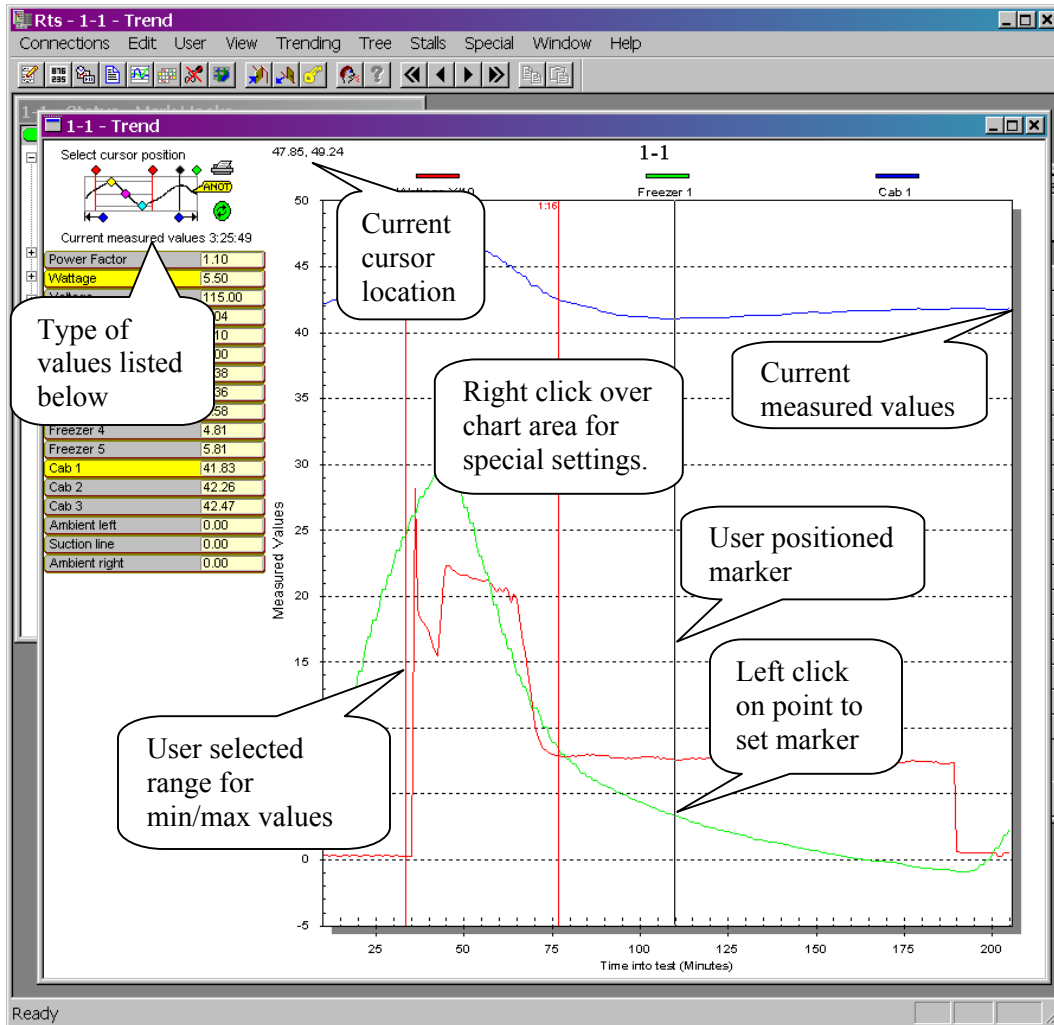 Rts - 1-1 - Trend
Connections Edit User View Trending Tree Stalls Special Window Help
1-1 - Trend
Select cursor position
47.85, 49.24
1-1
ANOT
Freezer 1
Cab 1
Current measured values 3:25:49
Power Factor 1.10
Wattage 5.50
115.00
Freezer 4 4.81
Freezer 5 5.81
Cab 1 41.83
Cab 2 42.26
Cab 3 42.47
Ambient left 0.00
Suction line 0.00
Ambient right 0.00
Type of
values listed
below
Current
cursor
location
1:16
Right click over
chart area for
special settings.
Current
measured values
User positioned
marker
Left click
on point to
set marker
User selected
range for
min/max values
Measured Values
50
45
40
35
30
25
20
15
0
-5
25 50 75 100 125 150 175 200
Time into test (Minutes)
Ready